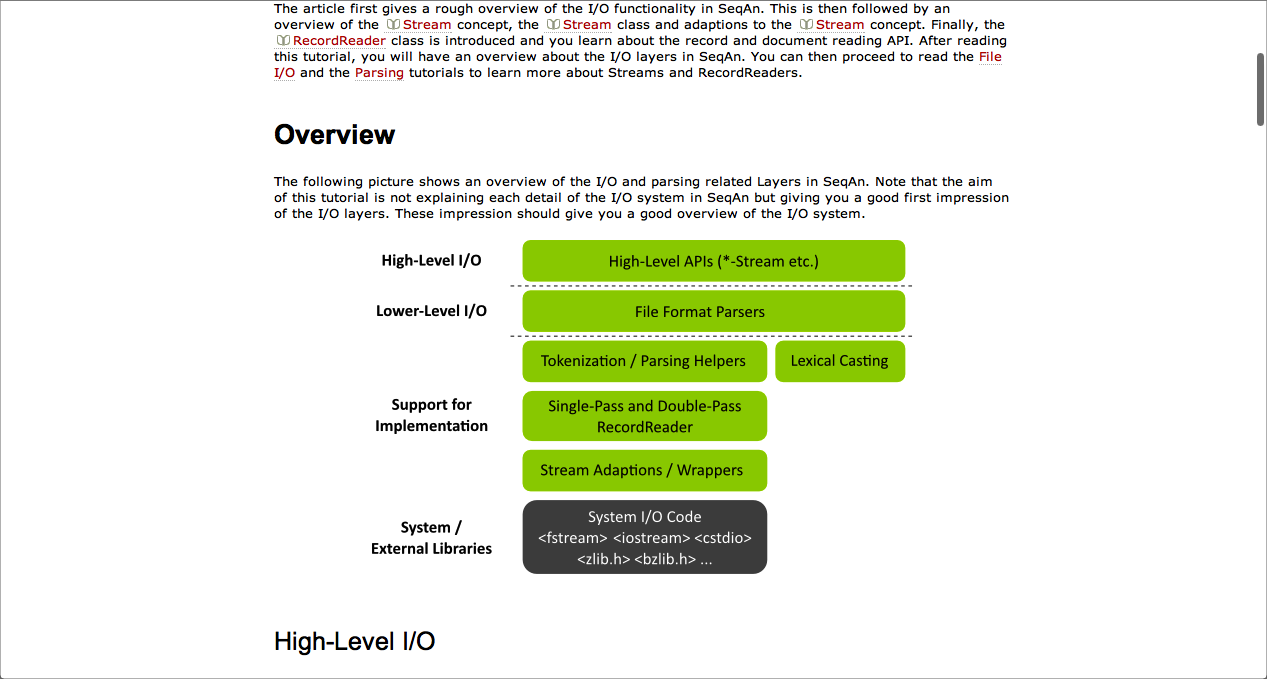 The article first gives a rough overview of the I/O functionality in SeqAn. This is then followed by an
overview of the Stream concept, the Stream class and adaptions to the Stream concept. Finally, the
RecordReader class is introduced and you learn about the record and document reading API. After reading
this tutorial, you will have an overview about the I/O layers in SeqAn. You can then proceed to read the File
I/O and the Parsing tutorials to learn more about Streams and RecordReaders.
Overview
The following picture shows an overview of the I/O and parsing related Layers in SeqAn. Note that the aim
of this tutorial is not explaining each detail of the I/O system in SeqAn but giving you a good first impression
of the I/O layers. These impression should give you a good overview of the I/O system.
High-Level I/O
High-Level APIs (*-Stream etc.)
Lower-Level I/O
File Format Parsers
Tokenization / Parsing Helpers
Lexical Casting
Support for
Implementation
Single-Pass and Double-Pass
RecordReader
Stream Adaptions / Wrappers
System /
External Libraries
System I/O Code
<fstream> <iostream> <cstdio>
<zlib.h> <bzlib.h> ...
High-Level I/O